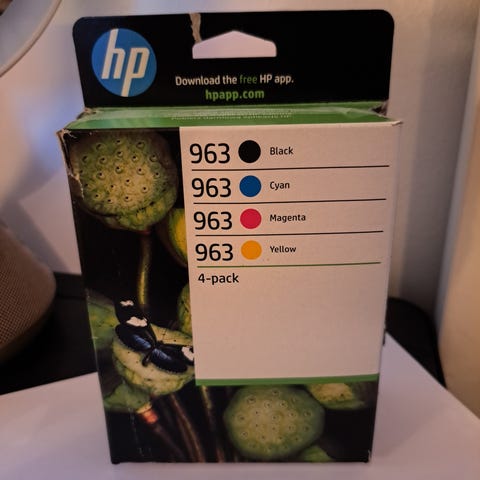 hp
Download the free HP app.
hpapp.com
963 Black
963 Cyan
963 Magenta
963 Yellow
4-pack